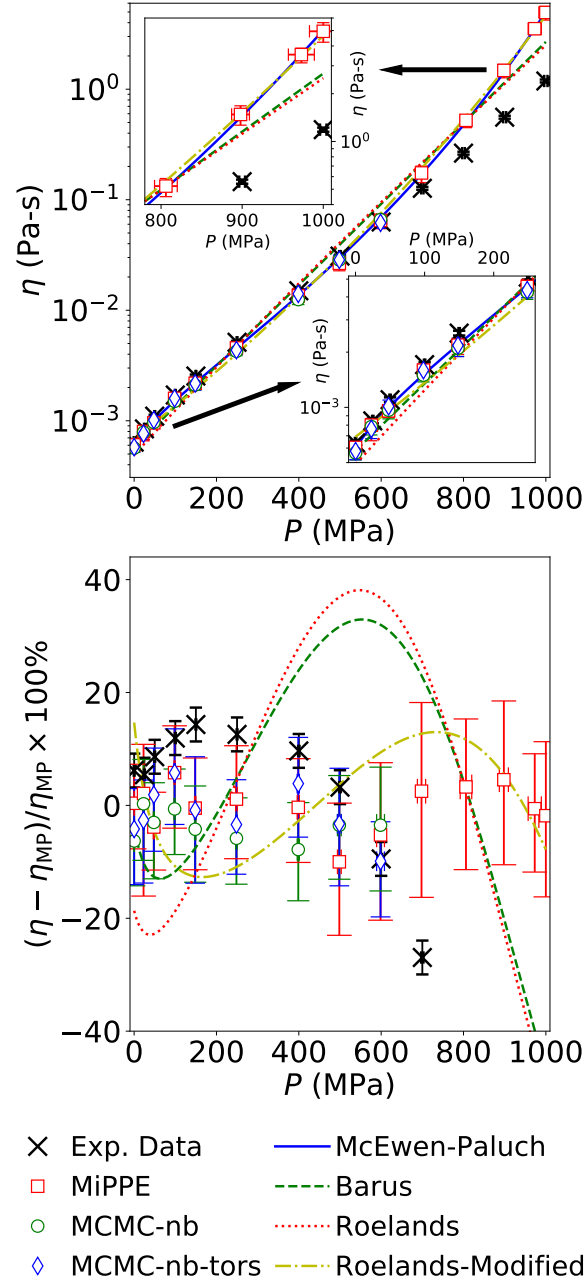 10⁰
10⁻¹
10⁻²
10⁻³
η (Pa-s)
0 200 400 600 800 1000
P (MPa)
10⁰
η (Pa-s)
800 900 1000
P (MPa)
P (MPa)
0 100 200
10⁻³
η (Pa-s)
40
20
0
−20
−40
(η − η_MP)/η_MP × 100%
0 200 400 600 800 1000
P (MPa)
Exp. Data
MiPPE
MCMC-nb
MCMC-nb-tors
McEwen-Paluch
Barus
Roelands
Roelands-Modified